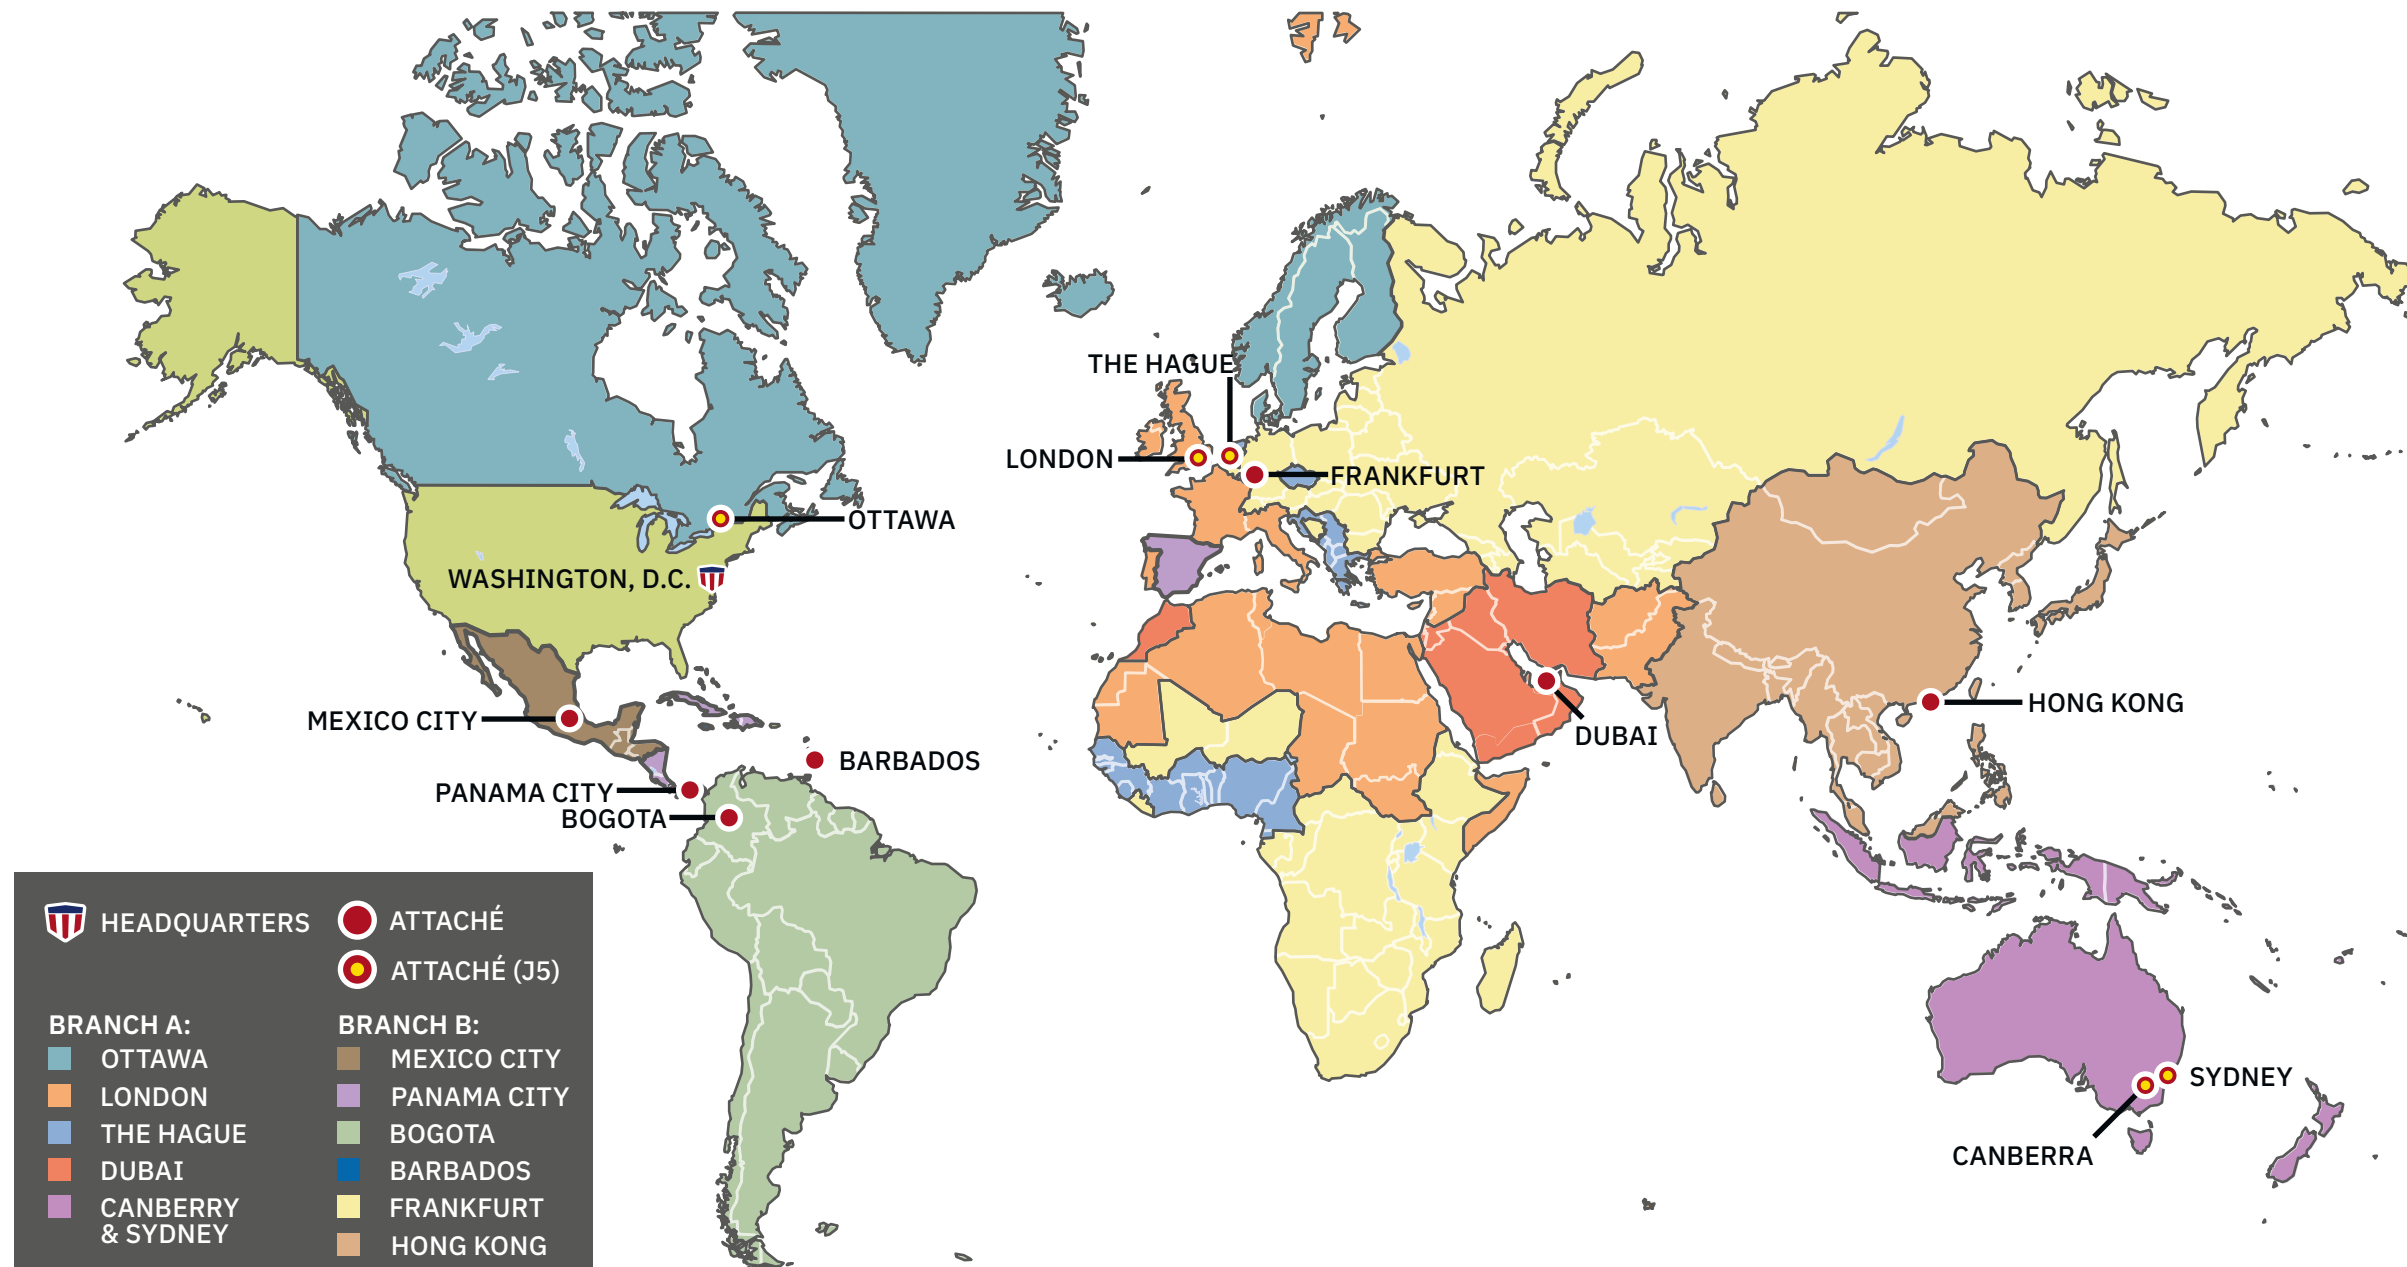 THE HAGUE
LONDON
FRANKFURT
OTTAWA
WASHINGTON, D.C.
MEXICO CITY
HONG KONG
DUBAI
BARBADOS
PANAMA CITY
BOGOTA
SYDNEY
CANBERRA
HEADQUARTERS
ATTACHÉ
ATTACHÉ (J5)
BRANCH A:
OTTAWA
LONDON
THE HAGUE
DUBAI
CANBERRY
& SYDNEY
BRANCH B:
MEXICO CITY
PANAMA CITY
BOGOTA
BARBADOS
FRANKFURT
HONG KONG